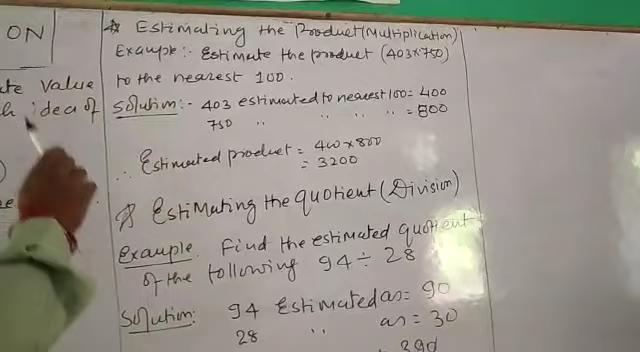 ON
te value
h idea of
* Estimating the Product(Multiplication)
Example:- Estimate the product (403x750)
to the nearest 100.
Solution:- 403 estimated to nearest 100 = 400
750 " " " " = 800
∴ Estimated product = 400 x 800
= 3200
* Estimating the quotient (Division)
Example. Find the estimated quotient
of the following 94 ÷ 28
Solution: 94 Estimated as = 90
28 " as = 30